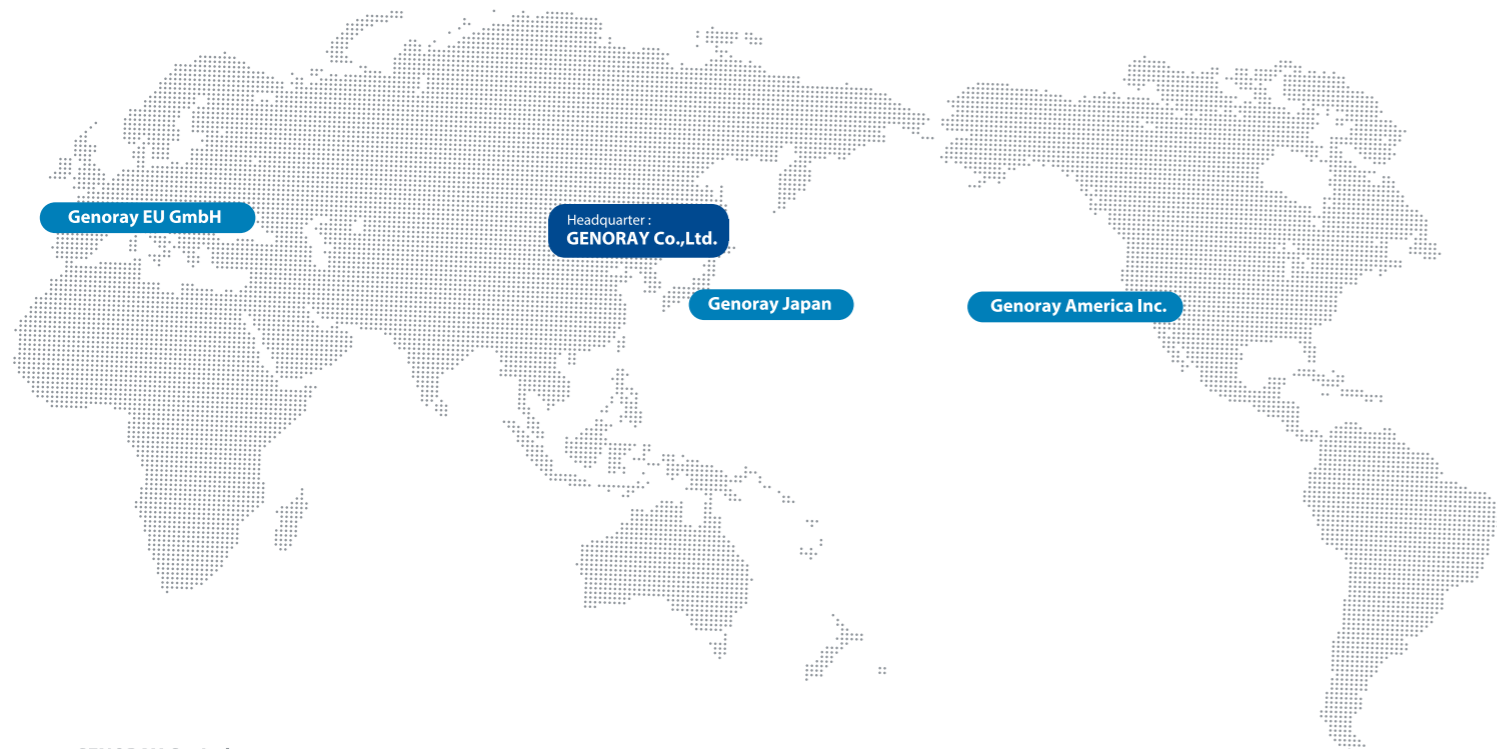 Genoray EU GmbH
Headquarter :
GENORAY Co.,Ltd.
Genoray Japan
Genoray America Inc.